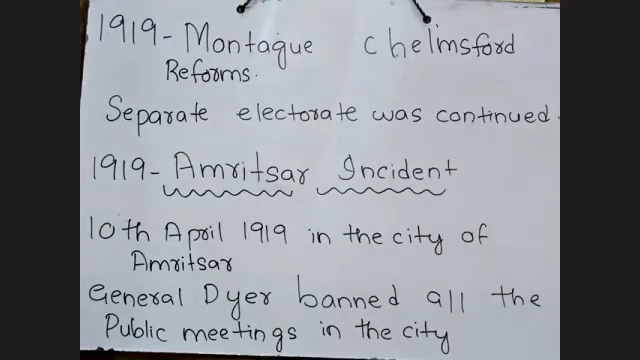 1919- Montague Chelmsford
Reforms.
Separate electorate was continued.
1919- Amritsar Incident
10th April 1919 in the city of
Amritsar
General Dyer banned all the
Public meetings in the city